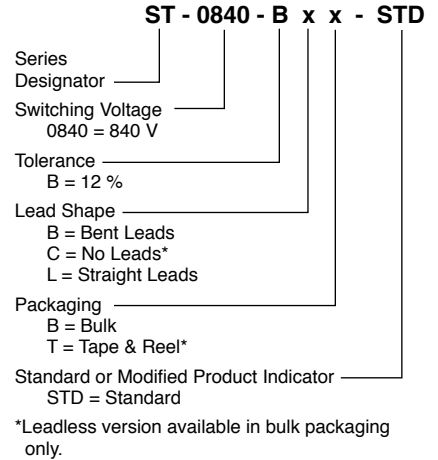 ST - 0840 - B x x - STD
Series
Designator
Switching Voltage
0840 = 840 V
Tolerance
B = 12 %
Lead Shape
B = Bent Leads
C = No Leads*
L = Straight Leads
Packaging
B = Bulk
T = Tape & Reel*
Standard or Modified Product Indicator
STD = Standard
*Leadless version available in bulk packaging
only.